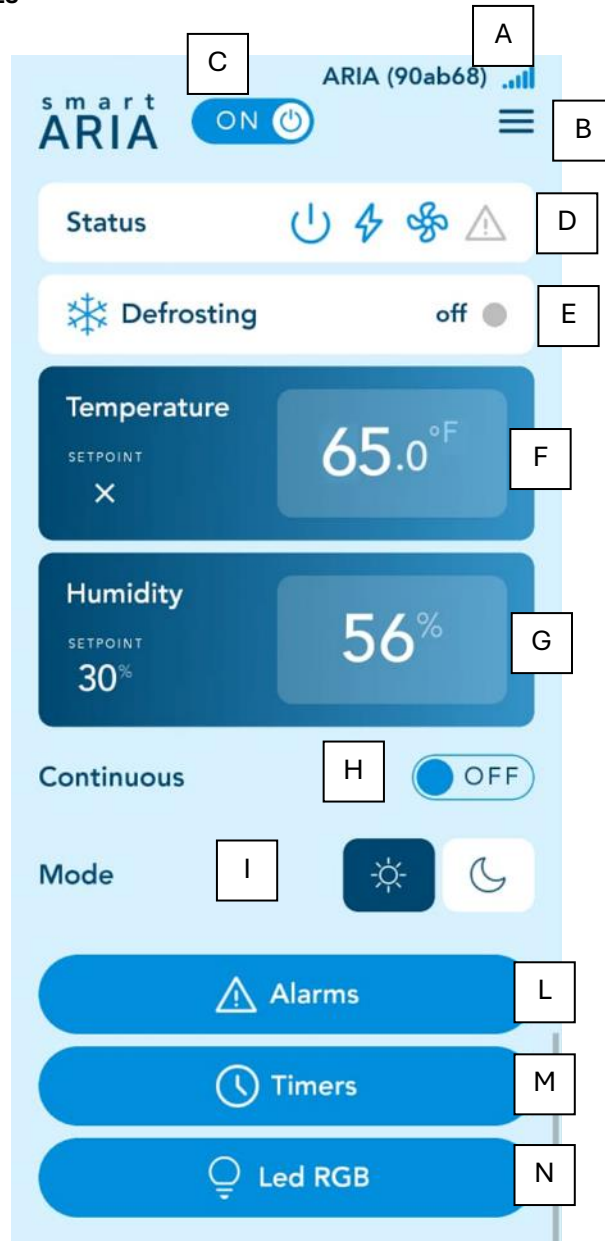 A
C
ARIA (90ab68)
smart
ARIA
ON
B
Status
D
Defrosting off
E
Temperature
SETPOINT
65.0°F
F
Humidity
SETPOINT
30%
56%
G
Continuous
H
OFF
Mode
I
Alarms
L
Timers
M
Led RGB
N